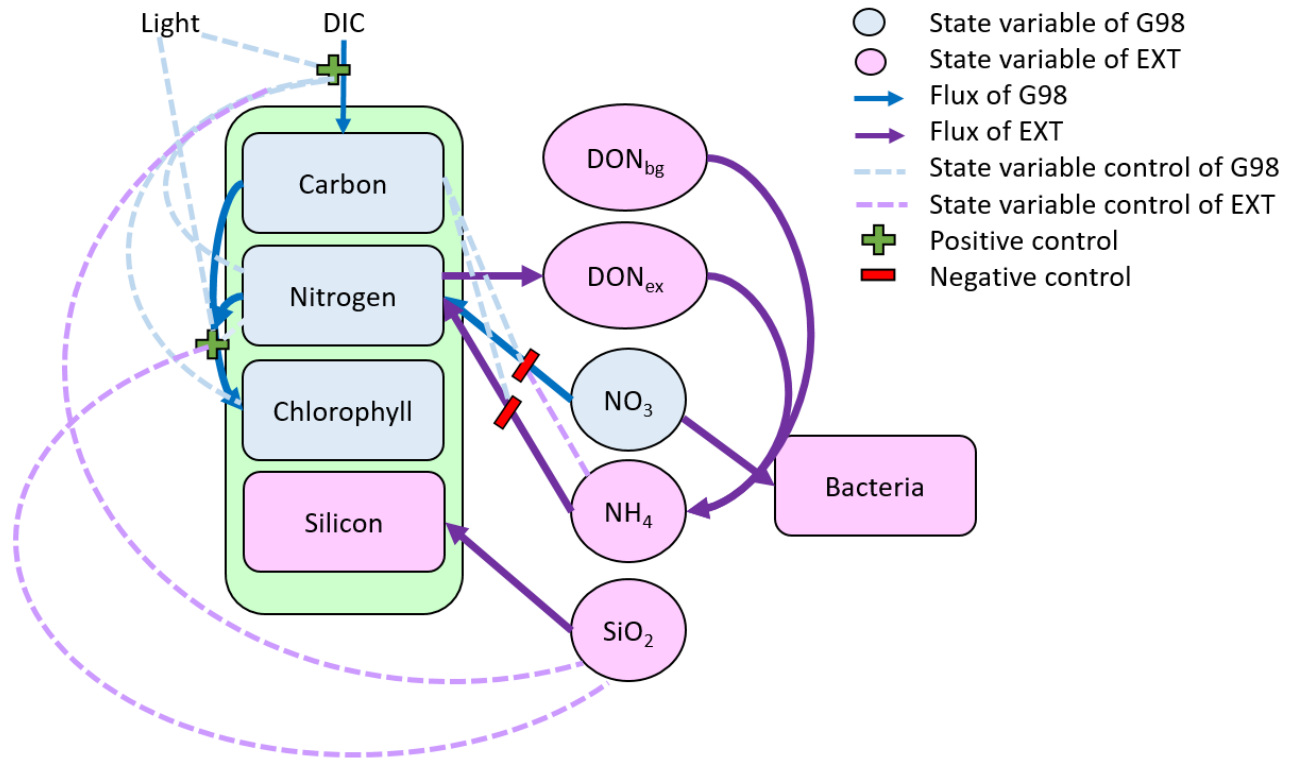 Light
DIC
Carbon
Nitrogen
Chlorophyll
Silicon
DONbg
DONex
NO3
NH4
SiO2
Bacteria
State variable of G98
State variable of EXT
Flux of G98
Flux of EXT
State variable control of G98
State variable control of EXT
Positive control
Negative control